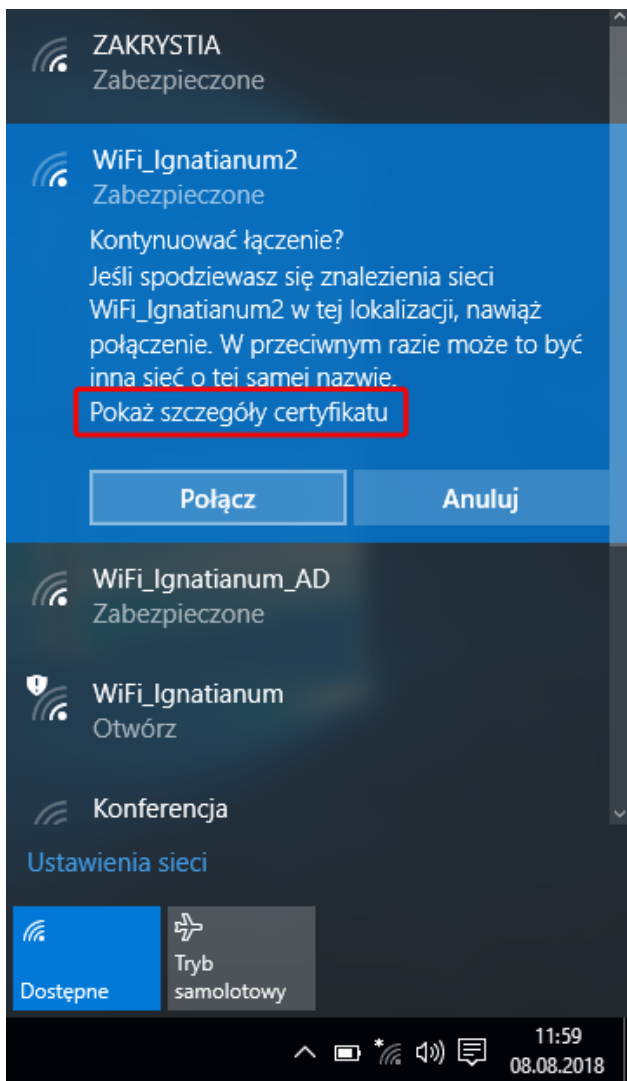 ZAKRYSTIA
Zabezpieczone
WiFi_Ignatianum2
Zabezpieczone
Kontynuować łączenie?
Jeśli spodziewasz się znalezienia sieci
WiFi_Ignatianum2 w tej lokalizacji, nawiąż
połączenie. W przeciwnym razie może to być
inna sieć o tej samej nazwie.
Pokaż szczegóły certyfikatu
Połącz
Anuluj
WiFi_Ignatianum_AD
Zabezpieczone
WiFi_Ignatianum
Otwórz
Konferencja
Ustawienia sieci
Dostępne
Tryb
samolotowy
11:59
08.08.2018